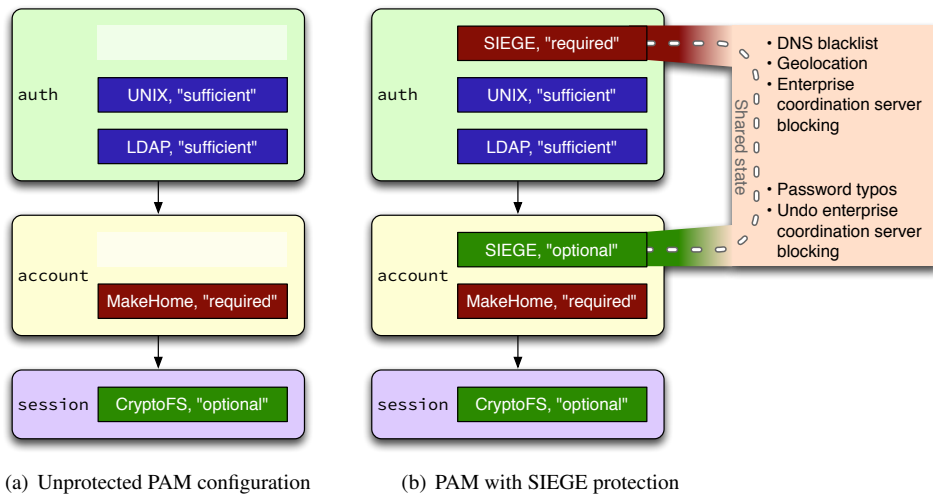 auth
UNIX, "sufficient"
LDAP, "sufficient"
account
MakeHome, "required"
session
CryptoFS, "optional"
(a) Unprotected PAM configuration
auth
SIEGE, "required"
UNIX, "sufficient"
LDAP, "sufficient"
account
SIEGE, "optional"
MakeHome, "required"
session
CryptoFS, "optional"
Shared state
• DNS blacklist
• Geolocation
• Enterprise
coordination server
blocking
• Password typos
• Undo enterprise
coordination server
blocking
(b) PAM with SIEGE protection